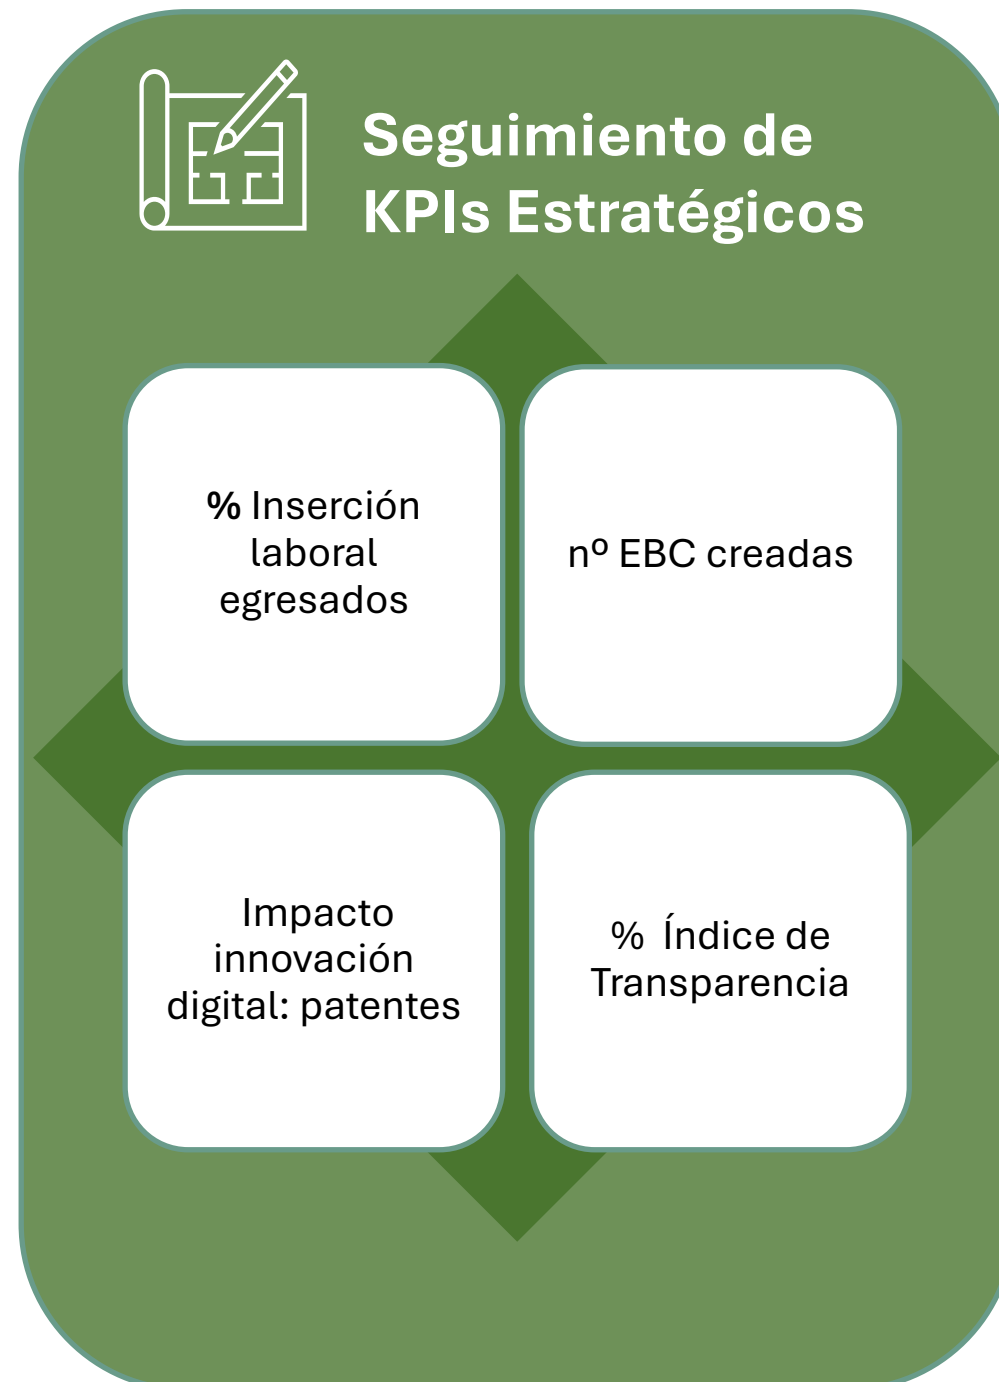 Seguimiento de
KPIs Estratégicos
% Inserción
laboral
egresados
nº EBC creadas
Impacto
innovación
digital: patentes
% Índice de
Transparencia